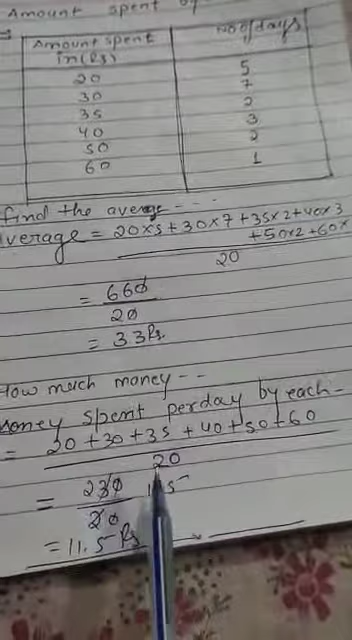 Amount spent by
Amount spent in (Rs) No of days
20 5
30 7
35 2
40 3
50 2
60 1
find the average - - - -
verage = 20×5+30×7+35×2+40×3
+50×2+60×
20
= 660
20
= 33 Rs.
How much money - -
Money spent perday by each -
= 20+30+35+40+50+60
20
= 230
20
= 11.5 Rs